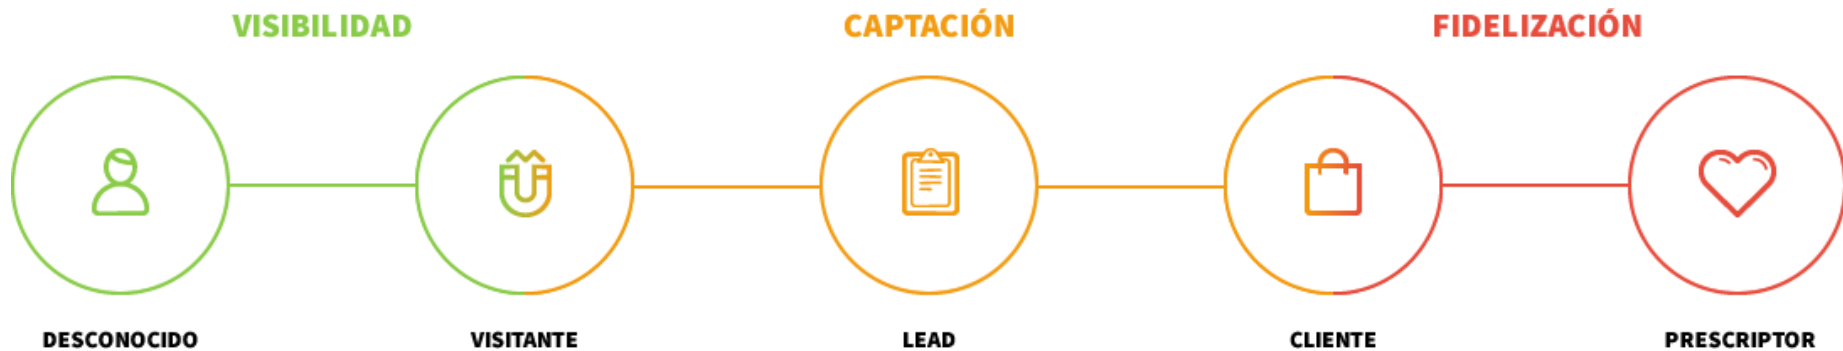 VISIBILIDAD
CAPTACIÓN
FIDELIZACIÓN
DESCONOCIDO
VISITANTE
LEAD
CLIENTE
PRESCRIPTOR